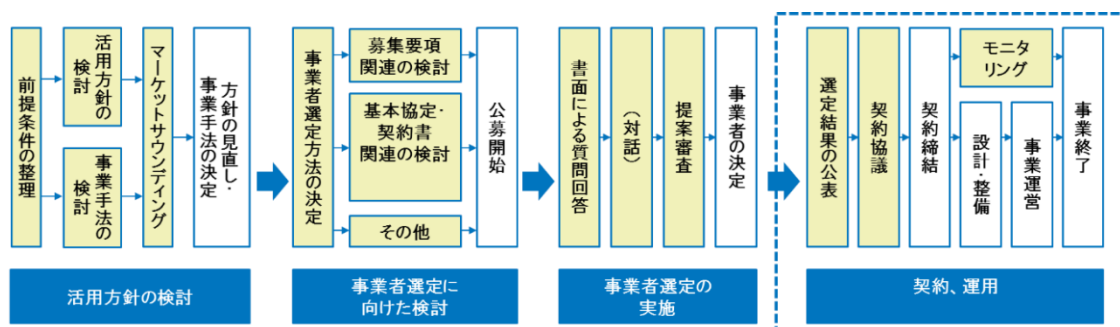 前提条件の整理
活用方針の
検討
事業手法の
検討
マーケットサウンディング
方針の見直し・
事業手法の決定
活用方針の検討
事業者選定方法の決定
募集要項
関連の検討
基本協定・
契約書
関連の検討
その他
公募開始
事業者選定に
向けた検討
書面による質問回答
（対話）
提案審査
事業者の決定
事業者選定の
実施
選定結果の公表
契約協議
契約締結
モニタ
リング
設計・整備
事業運営
事業終了
契約、運用